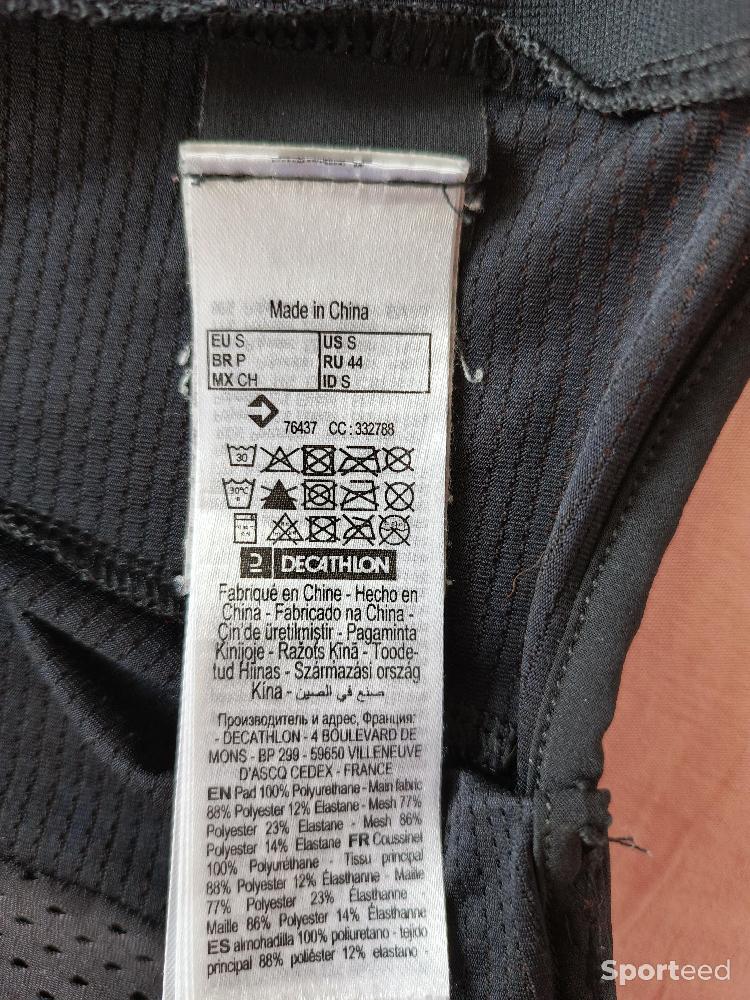 Made in China
EU S US S
BR P RU 44
MX CH ID S
76437 CC : 332788
30
30°C
DECATHLON
Fabriqué en Chine - Hecho en
China - Fabricado na China -
Çin de üretilmiştir - Pagaminta
Kinijoje - Ražots Ķīnā - Toode-
tud Hiinas - Származási ország
Kína - صنع في الصين
Производитель и адрес, Франция:
- DECATHLON - 4 BOULEVARD DE
MONS - BP 299 - 59650 VILLENEUVE
D'ASCQ CEDEX - FRANCE
EN Pad 100% Polyurethane - Main fabric
88% Polyester 12% Elastane - Mesh 77%
Polyester 23% Elastane - Mesh 86%
Polyester 14% Elastane FR Coussinet
100% Polyuréthane - Tissu principal
88% Polyester 12% Élasthanne - Maille
77% Polyester 23% Élasthanne
Maille 86% Polyester 14% Élasthanne
ES almohadilla 100% poliuretano - tejido
principal 88% poliéster 12% elastano -
Sporteed